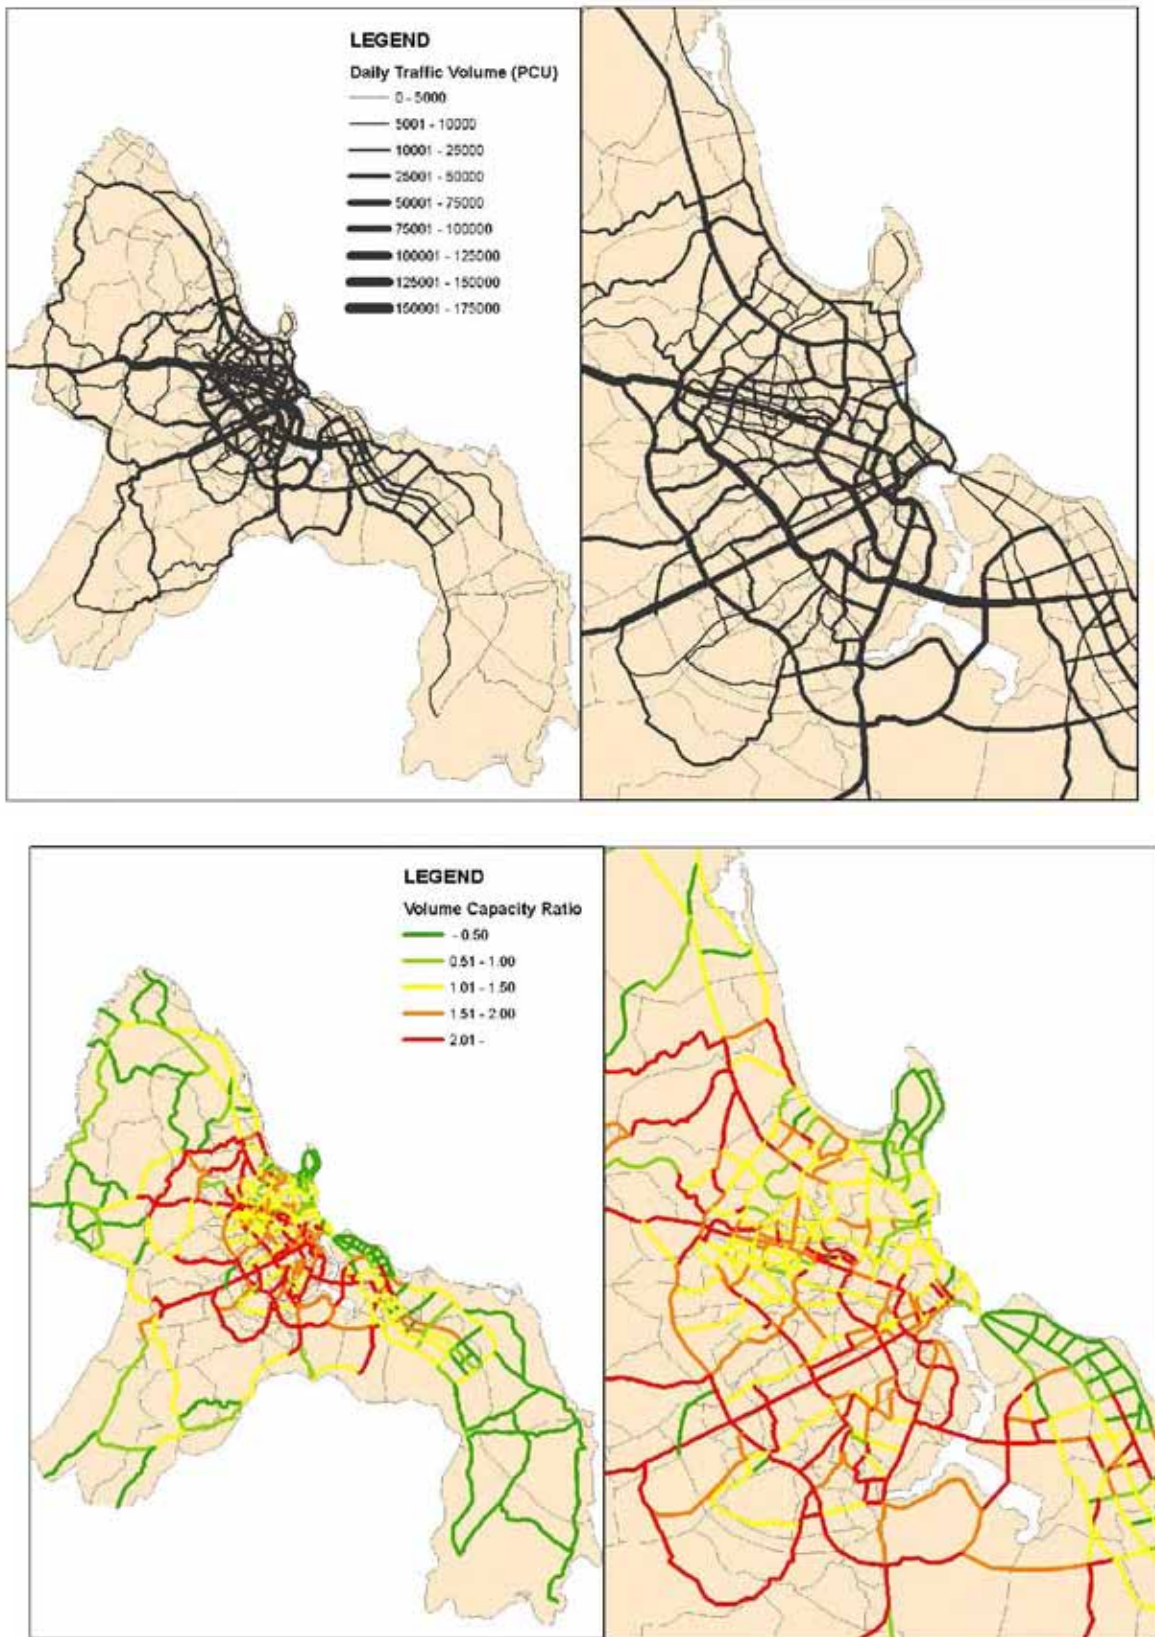 LEGEND
Daily Traffic Volume (PCU)
0 - 5000
5001 - 10000
10001 - 25000
25001 - 50000
50001 - 75000
75001 - 100000
100001 - 125000
125001 - 150000
150001 - 175000
LEGEND
Volume Capacity Ratio
- 0.50
0.51 - 1.00
1.01 - 1.50
1.51 - 2.00
2.01 -